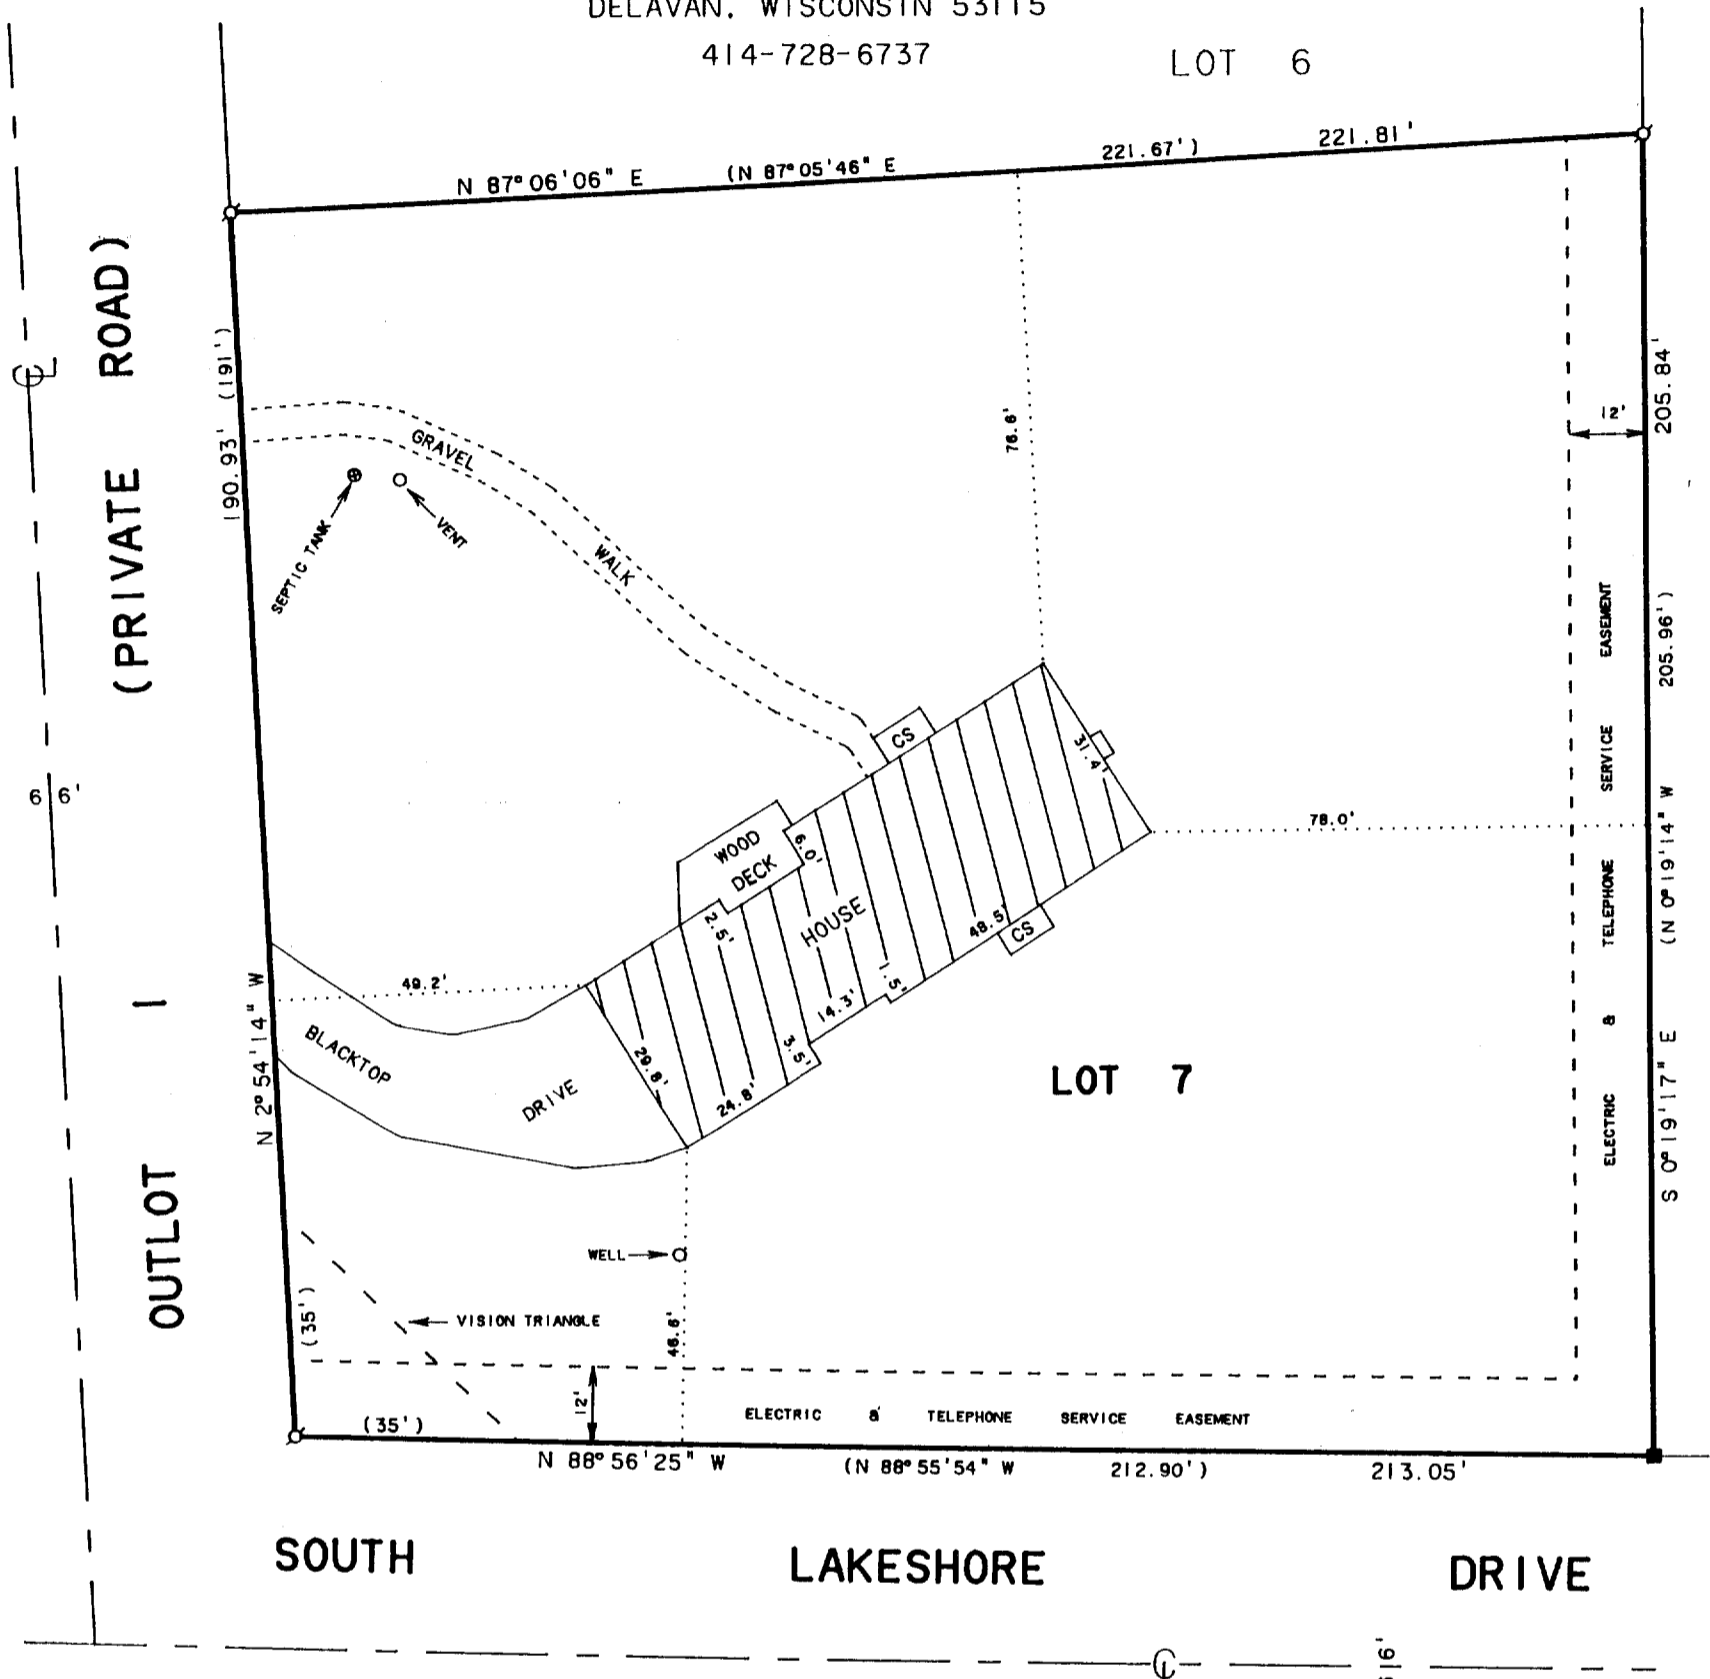 DELAVAN. WISCONSIN 53115
414-728-6737
LOT 6
N 87°06'06" E
(N 87°05'46" E
221.67')
221.81'
(PRIVATE ROAD)
OUTLOT 1
190.93' (191')
N 2°54'14" W
66'
GRAVEL
WALK
SEPTIC TANK
VENT
76.6'
12'
205.84'
205.96')
(N 0°19'14" W
S 0°19'17" E
ELECTRIC & TELEPHONE SERVICE EASEMENT
CS
31.4'
78.0'
WOOD
DECK
6.0'
2.5'
HOUSE
48.5'
CS
1.5'
14.3'
3.5'
29.8'
24.8'
49.2'
BLACKTOP
DRIVE
LOT 7
WELL
VISION TRIANGLE
(35')
46.6'
12'
(35')
ELECTRIC & TELEPHONE SERVICE EASEMENT
N 88°56'25" W
(N 88°55'54" W
212.90')
213.05'
SOUTH LAKESHORE DRIVE